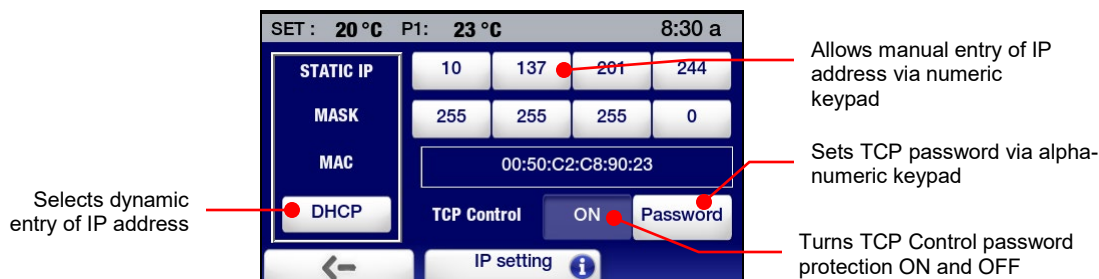 SET : 20 °C P1: 23 °C 8:30 a
STATIC IP 10 137 201 244
MASK 255 255 255 0
MAC 00:50:C2:C8:90:23
DHCP TCP Control ON Password
<- IP setting i
Allows manual entry of IP
address via numeric
keypad
Sets TCP password via alpha-
numeric keypad
Turns TCP Control password
protection ON and OFF
Selects dynamic
entry of IP address